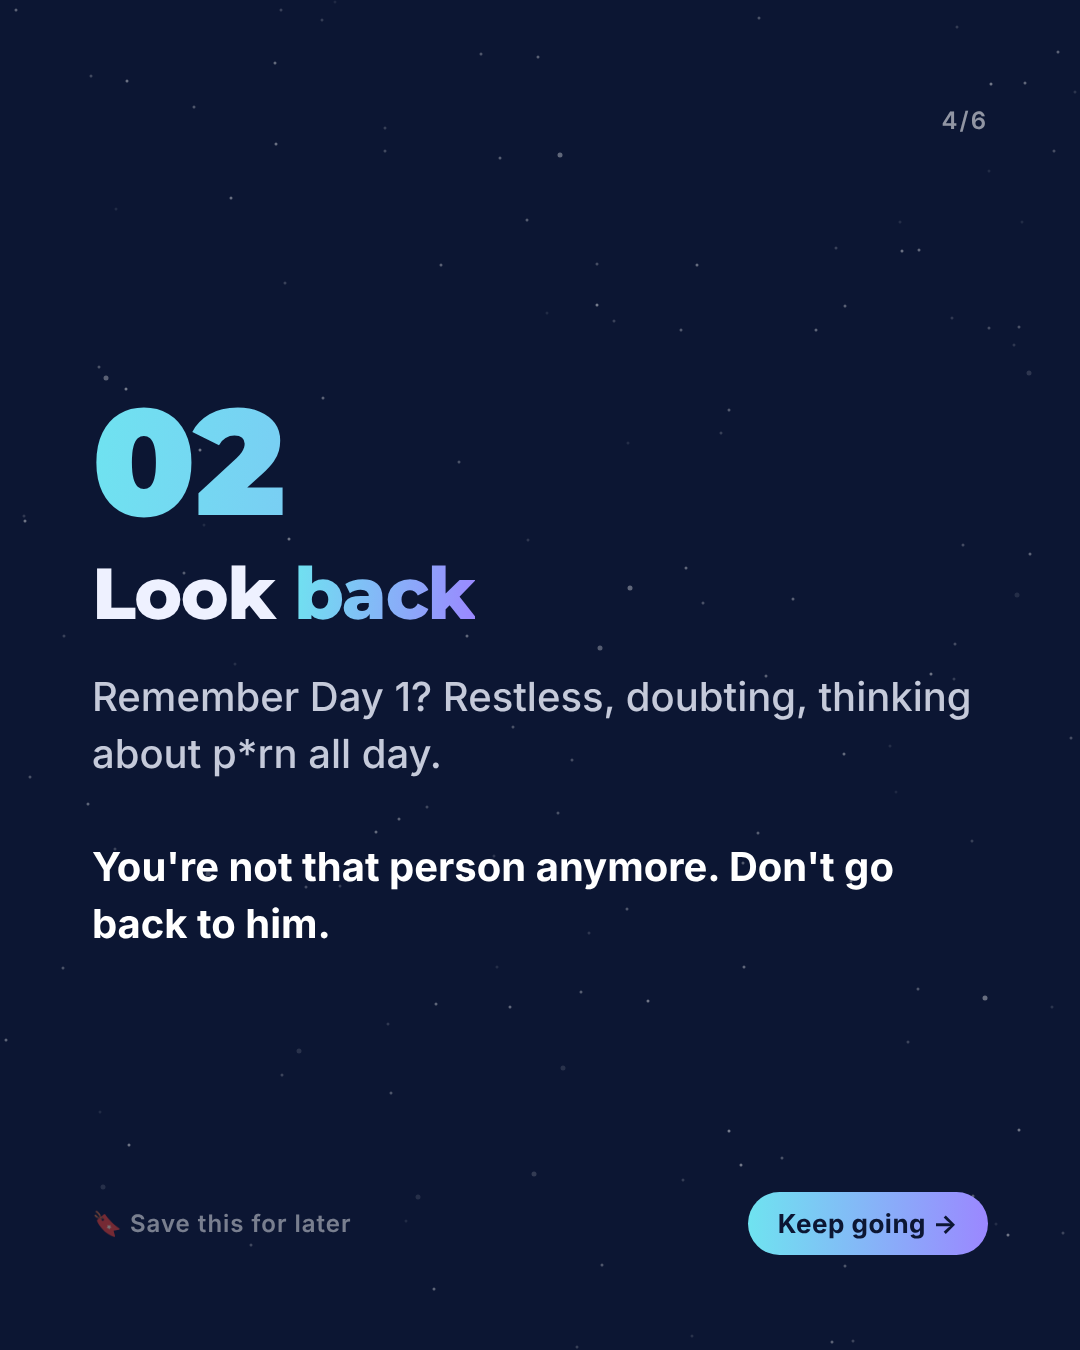 4/6
02
Look back
Remember Day 1? Restless, doubting, thinking
about p*rn all day.
You're not that person anymore. Don't go
back to him.
🔖 Save this for later
Keep going →